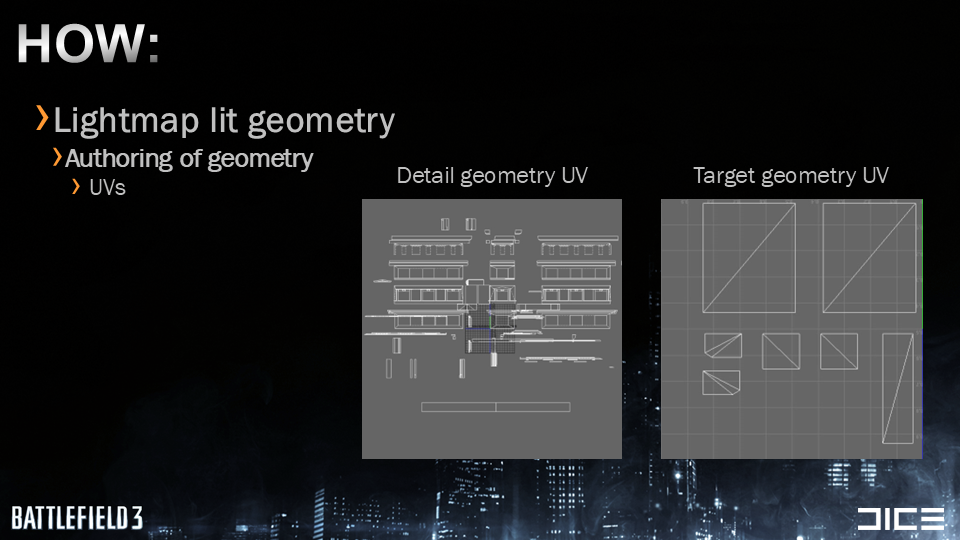 HOW:
Lightmap lit geometry
Authoring of geometry
UVs
Detail geometry UV
Target geometry UV
BATTLEFIELD 3
DICE